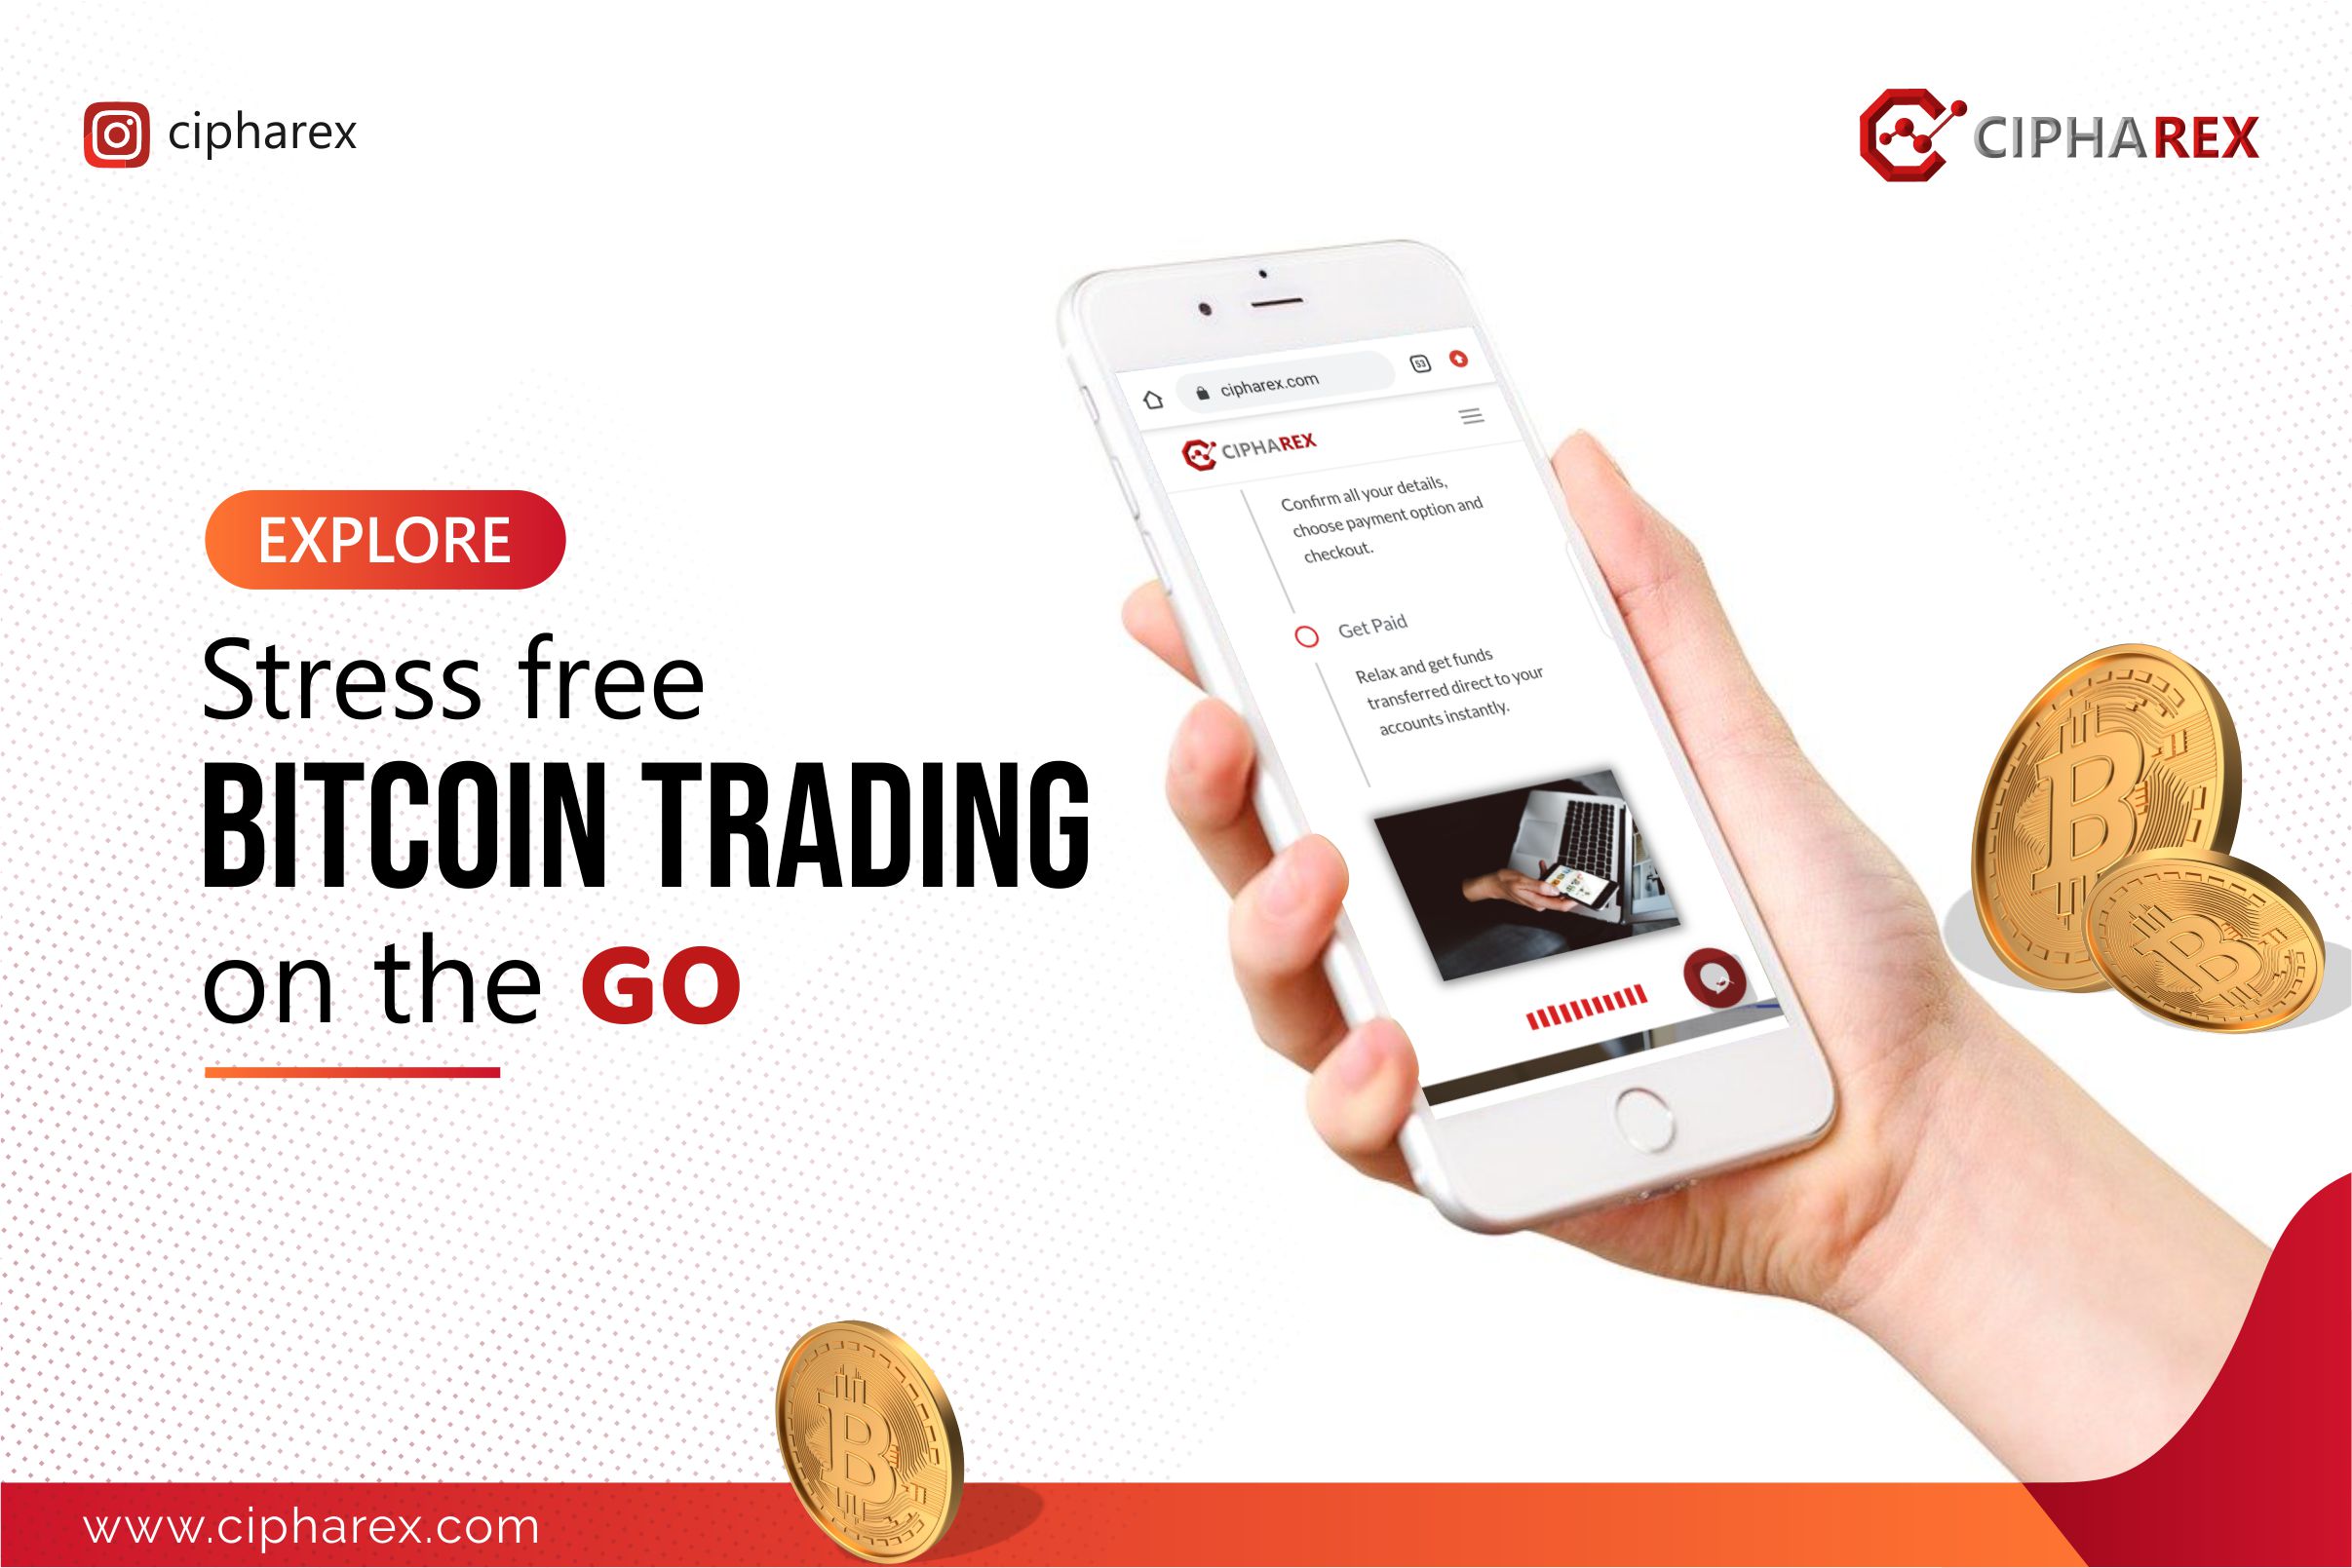 cipharex
CIPHAREX
EXPLORE
Stress free
BITCOIN TRADING
on the GO
cipharex.com
53
CIPHAREX
Confirm all your details,
choose payment option and
checkout.
Get Paid
Relax and get funds
transferred direct to your
accounts instantly.
www.cipharex.com